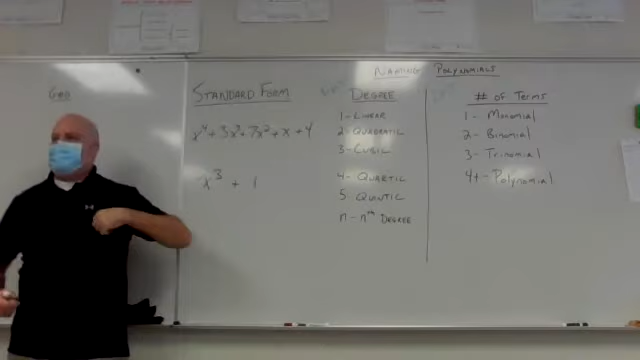 NAMING POLYNOMIALS
Geo
STANDARD FORM
x⁴ + 3x³ + 7x² + x + 4
x³ + 1
DEGREE
1 - LINEAR
2 - QUADRATIC
3 - CUBIC
4 - QUARTIC
5 QUINTIC
n - nᵗʰ DEGREE
# OF TERMS
1 - Monomial
2 - Binomial
3 - Trinomial
4+ - Polynomial